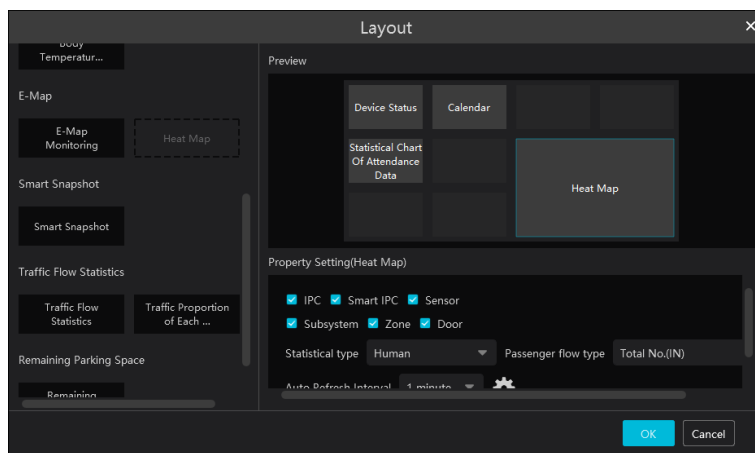 Layout
Body
Temperatur...
E-Map
E-Map
Monitoring
Heat Map
Smart Snapshot
Smart Snapshot
Traffic Flow Statistics
Traffic Flow
Statistics
Traffic Proportion
of Each ...
Remaining Parking Space
Remaining
Preview
Device Status
Calendar
Statistical Chart
Of Attendance
Data
Heat Map
Property Setting(Heat Map)
IPC Smart IPC Sensor
Subsystem Zone Door
Statistical type Human Passenger flow type Total No.(IN)
Auto Refresh Interval 1 minute
OK Cancel